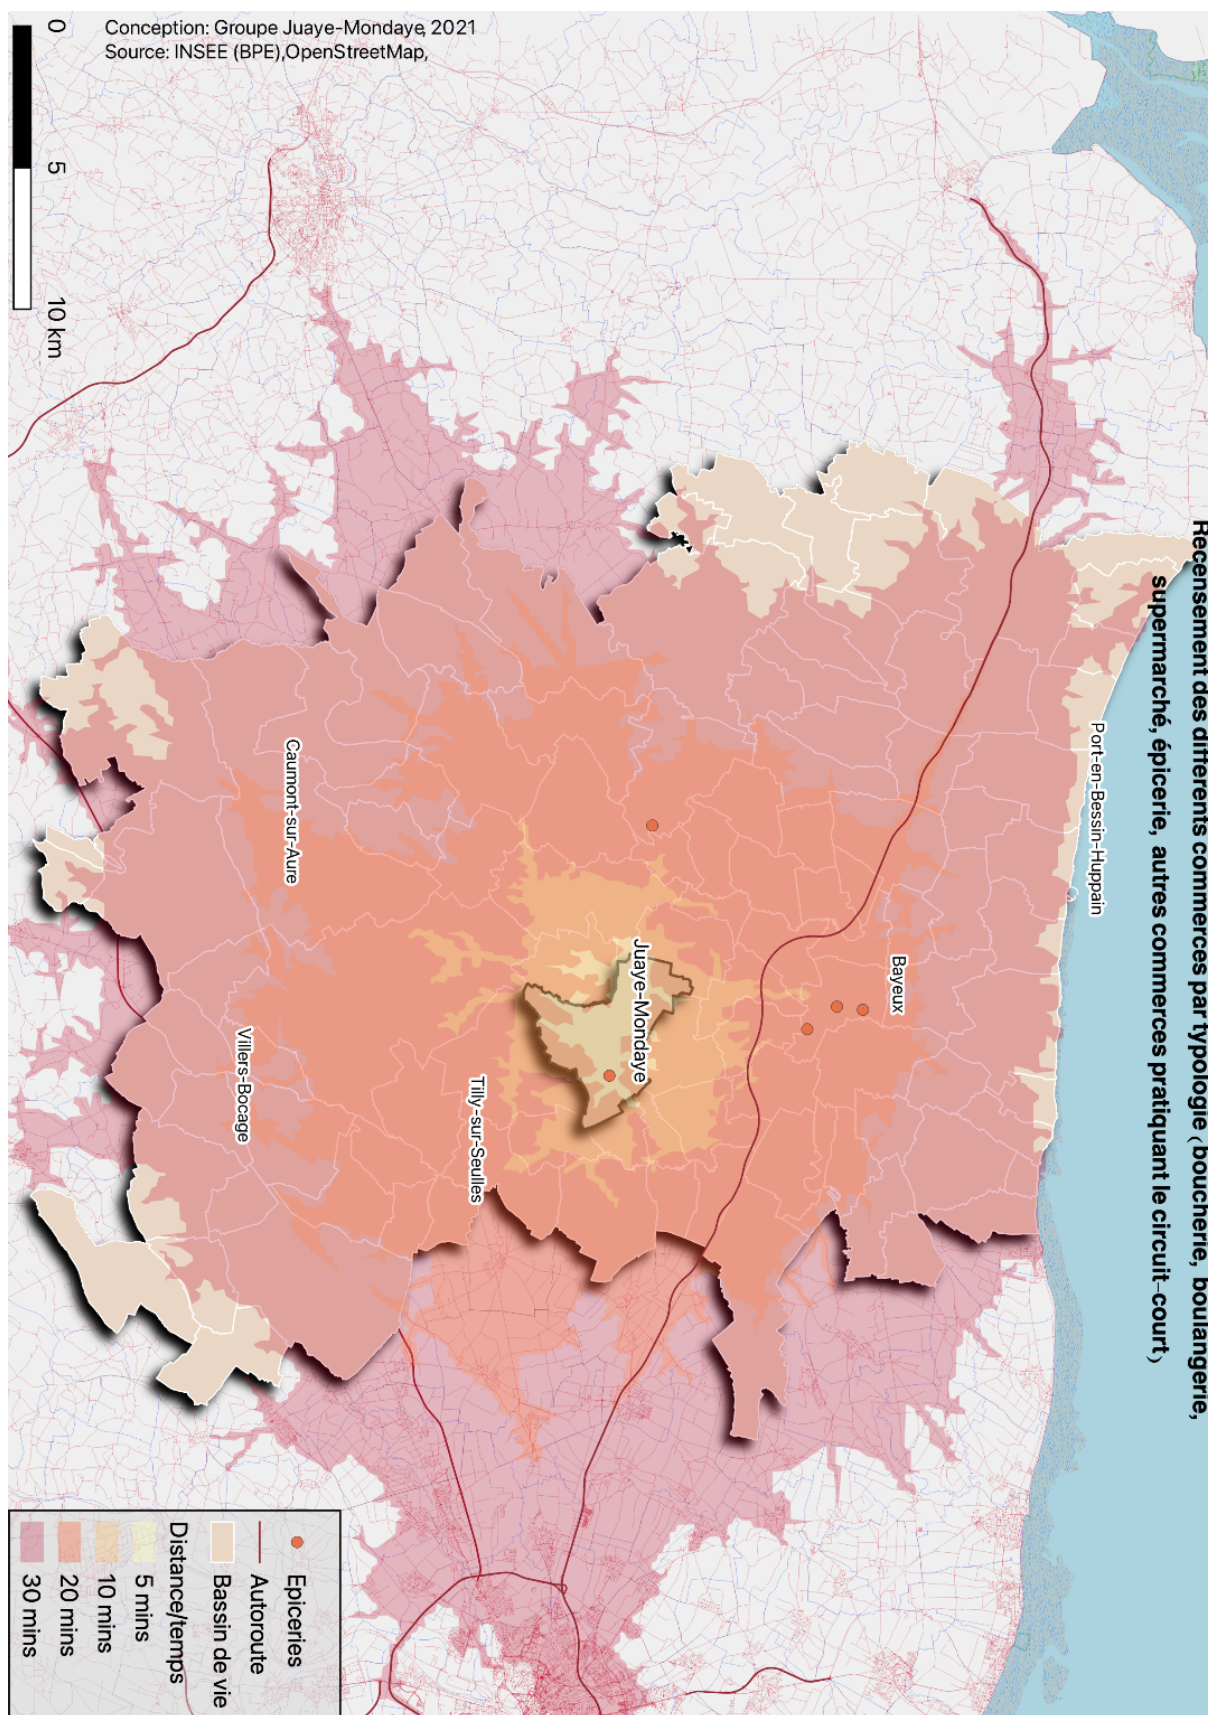 Recensement des differents commerces par typologie (boucherie, boulangerie,
supermarché, épicerie, autres commerces pratiquant le circuit-court)
Conception: Groupe Juaye-Mondaye, 2021
Source: INSEE (BPE),OpenStreetMap,
Port-en-Bessin-Huppain
Bayeux
Juaye-Mondaye
Tilly-sur-Seulles
Caumont-sur-Aure
Villers-Bocage
0 5 10 km
Epiceries
Autoroute
Bassin de vie
Distance/temps
5 mins
10 mins
20 mins
30 mins